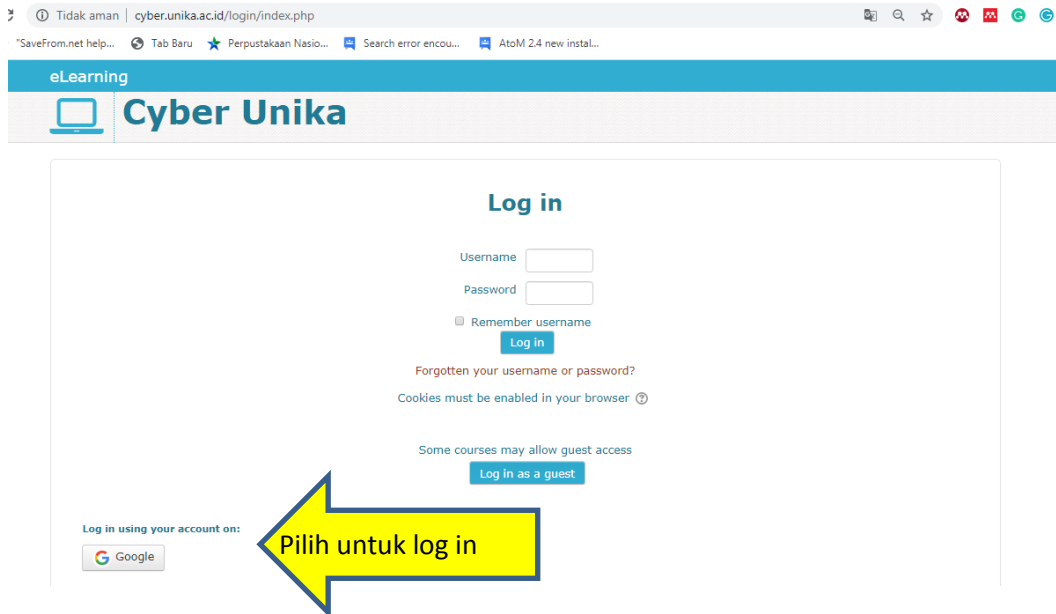 Tidak aman | cyber.unika.ac.id/login/index.php
"SaveFrom.net help... Tab Baru Perpustakaan Nasio... Search error encou... AtoM 2.4 new instal...
eLearning
Cyber Unika
Log in
Username
Password
Remember username
Log in
Forgotten your username or password?
Cookies must be enabled in your browser
Some courses may allow guest access
Log in as a guest
Log in using your account on:
Google
Pilih untuk log in